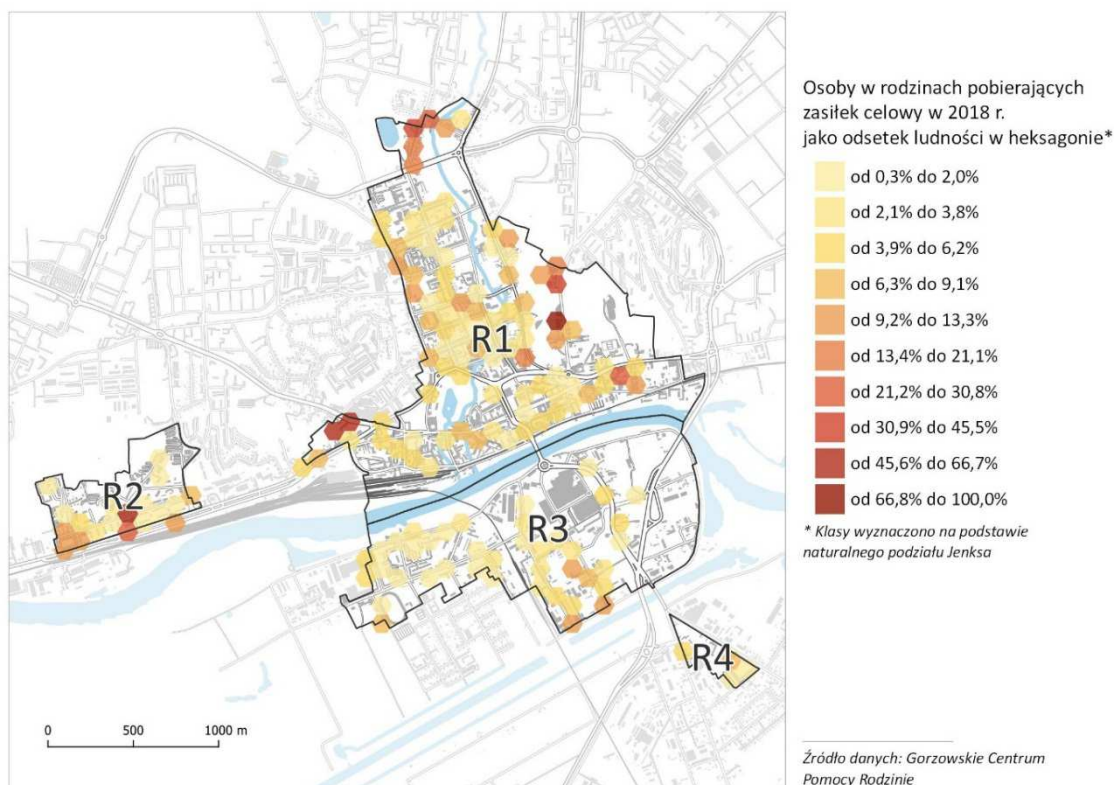 Osoby w rodzinach pobierających
zasiłek celowy w 2018 r.
jako odsetek ludności w heksagonie*
od 0,3% do 2,0%
od 2,1% do 3,8%
od 3,9% do 6,2%
od 6,3% do 9,1%
od 9,2% do 13,3%
od 13,4% do 21,1%
od 21,2% do 30,8%
od 30,9% do 45,5%
od 45,6% do 66,7%
od 66,8% do 100,0%
* Klasy wyznaczono na podstawie
naturalnego podziału Jenksa
R1
R2
R3
R4
0 500 1000 m
Źródło danych: Gorzowskie Centrum
Pomocy Rodzinie